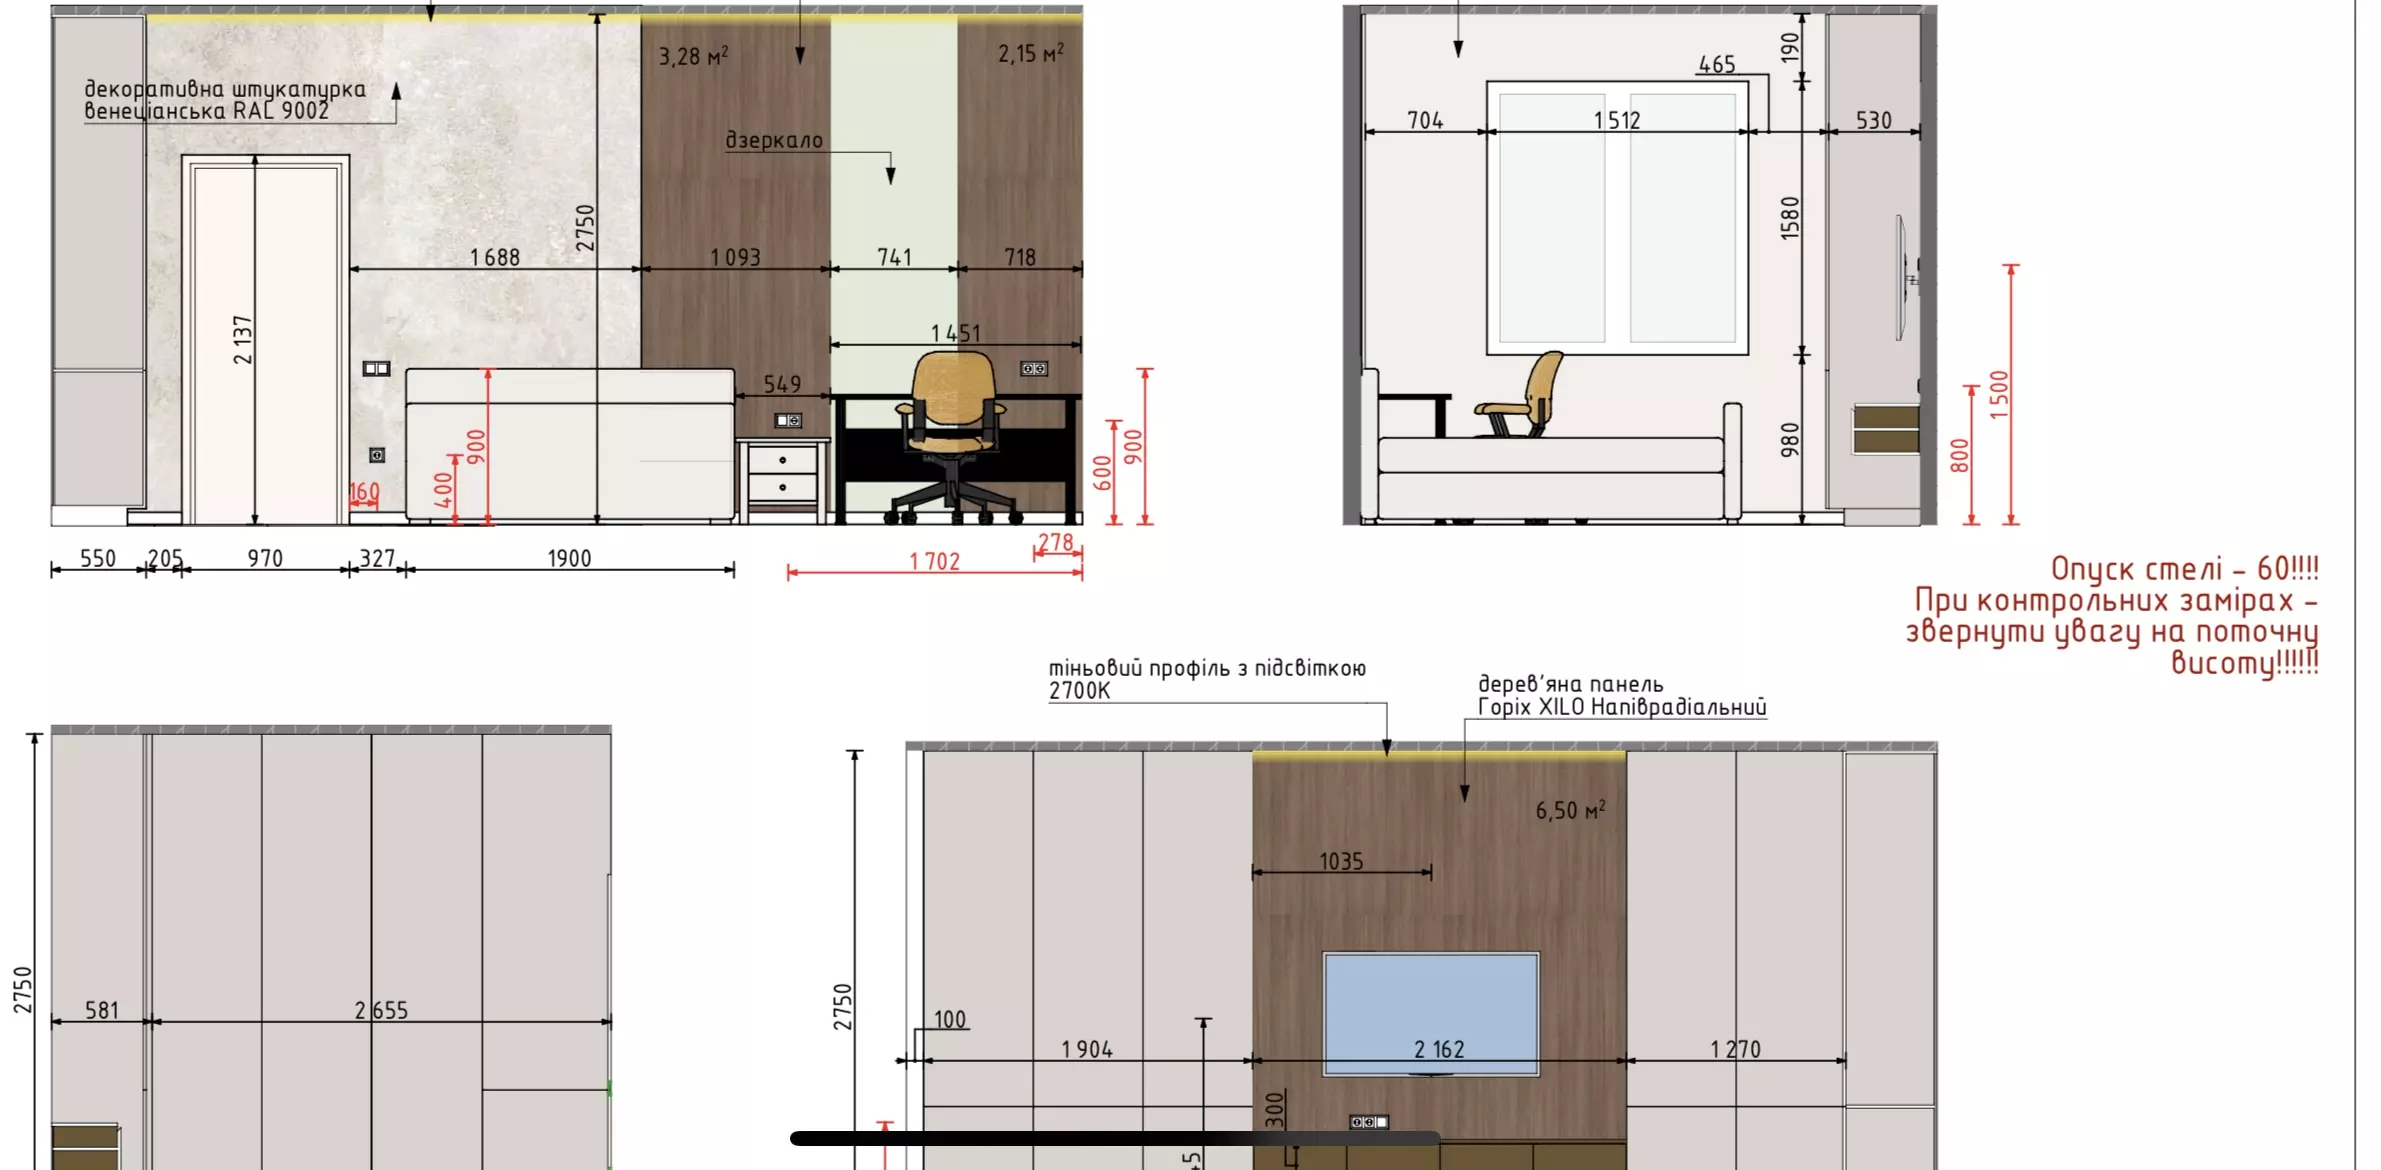 3,28 м²
2,15 м²
декоративна штукатурка
венеціанська RAL 9002
дзеркало
2750
1 688
1 093
741
718
2 137
1 451
549
900
400
160
600
900
550
205
970
327
1900
278
1 702
190
465
704
1 512
530
1580
980
800
1 500
Опуск стелі – 60!!!!
При контрольних замірах –
звернути увагу на поточну
висоту!!!!!!
тіньовий профіль з підсвіткою
2700К
дерев’яна панель
Горіх XILO Напіврадіальний
2750
581
2 655
6,50 м²
1035
2750
100
1 904
2 162
1 270
300